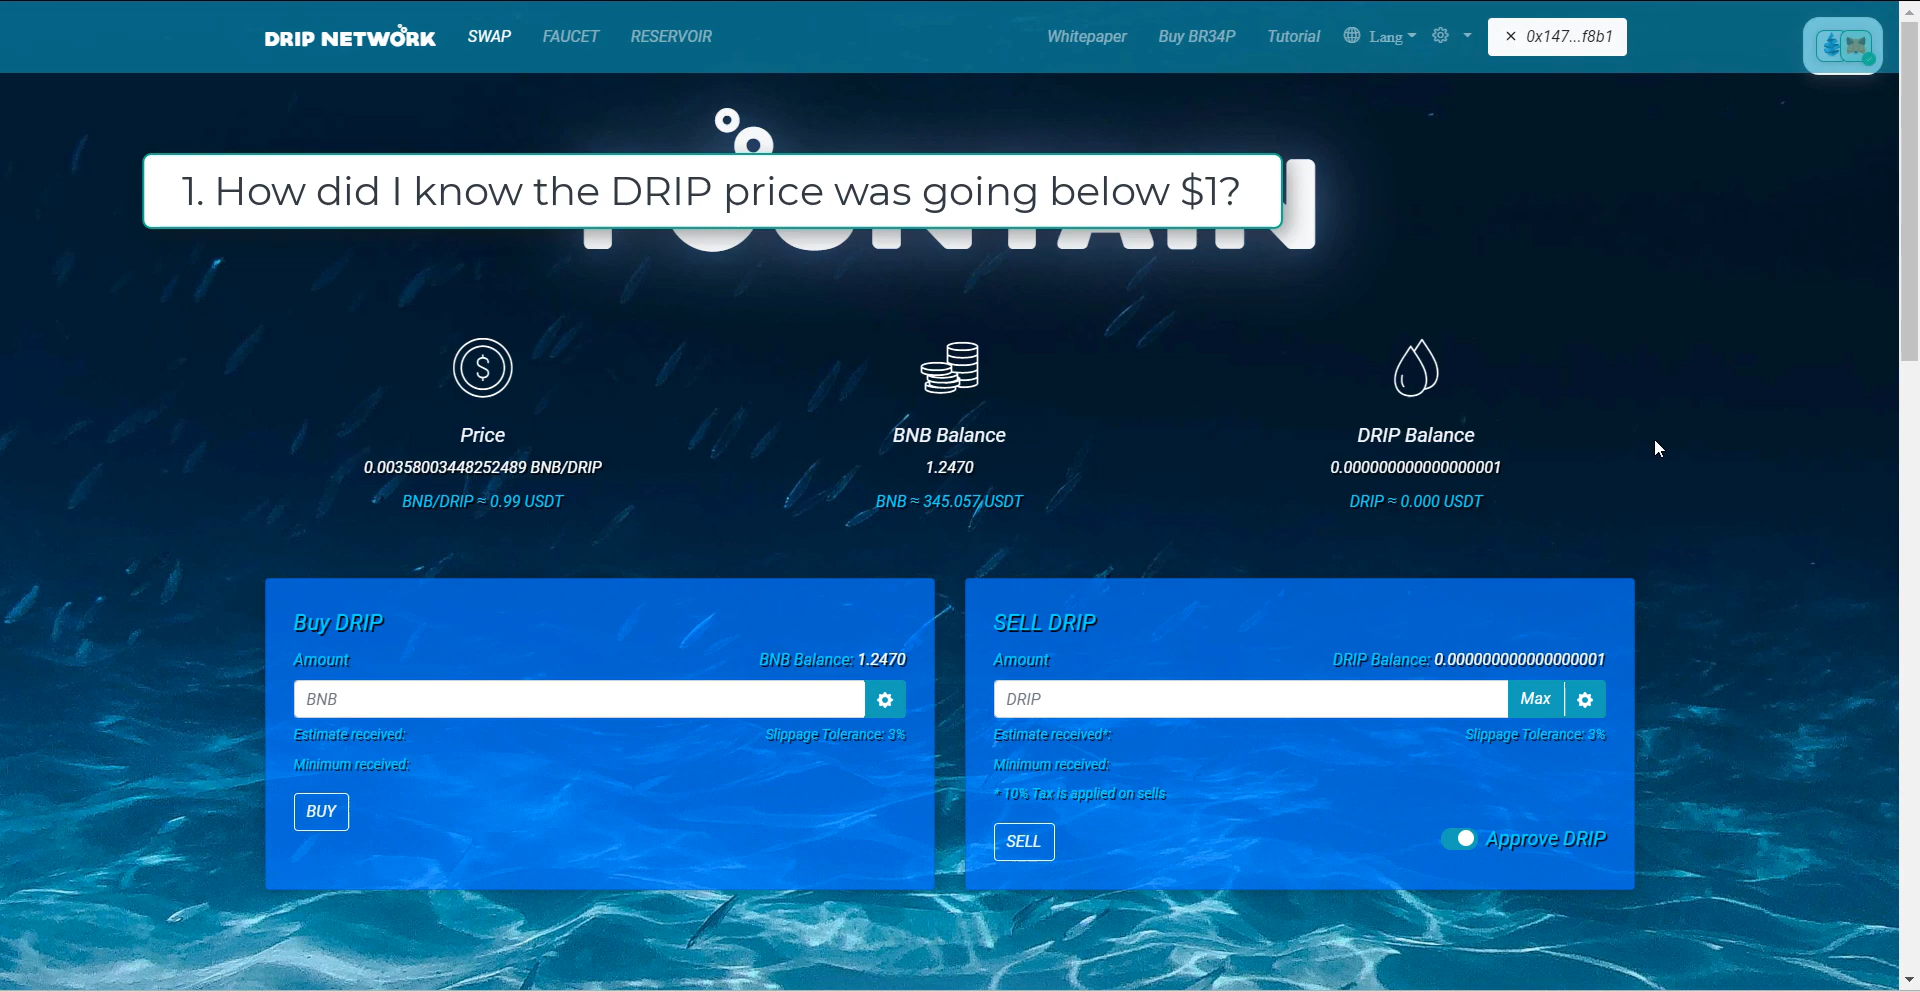 DRIP NETWORK SWAP FAUCET RESERVOIR Whitepaper Buy BR34P Tutorial Lang × 0x147...f8b1
1. How did I know the DRIP price was going below $1?
Price
0.00358003448252489 BNB/DRIP
BNB/DRIP ≈ 0.99 USDT
BNB Balance
1.2470
BNB ≈ 345.057 USDT
DRIP Balance
0.000000000000000001
DRIP ≈ 0.000 USDT
Buy DRIP
Amount BNB Balance: 1.2470
BNB
Estimate received: Slippage Tolerance: 3%
Minimum received:
BUY
SELL DRIP
Amount DRIP Balance: 0.000000000000000001
DRIP Max
Estimate received*: Slippage Tolerance: 3%
Minimum received:
* 10% Tax is applied on sells
SELL Approve DRIP